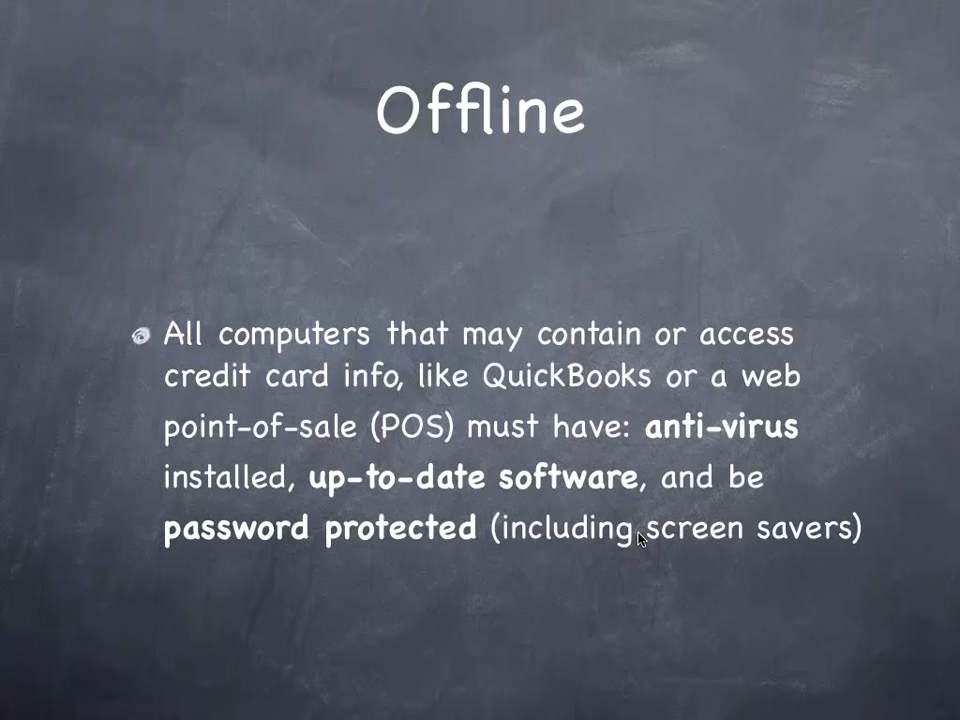 Offline
All computers that may contain or access
credit card info, like QuickBooks or a web
point-of-sale (POS) must have: anti-virus
installed, up-to-date software, and be
password protected (including screen savers)